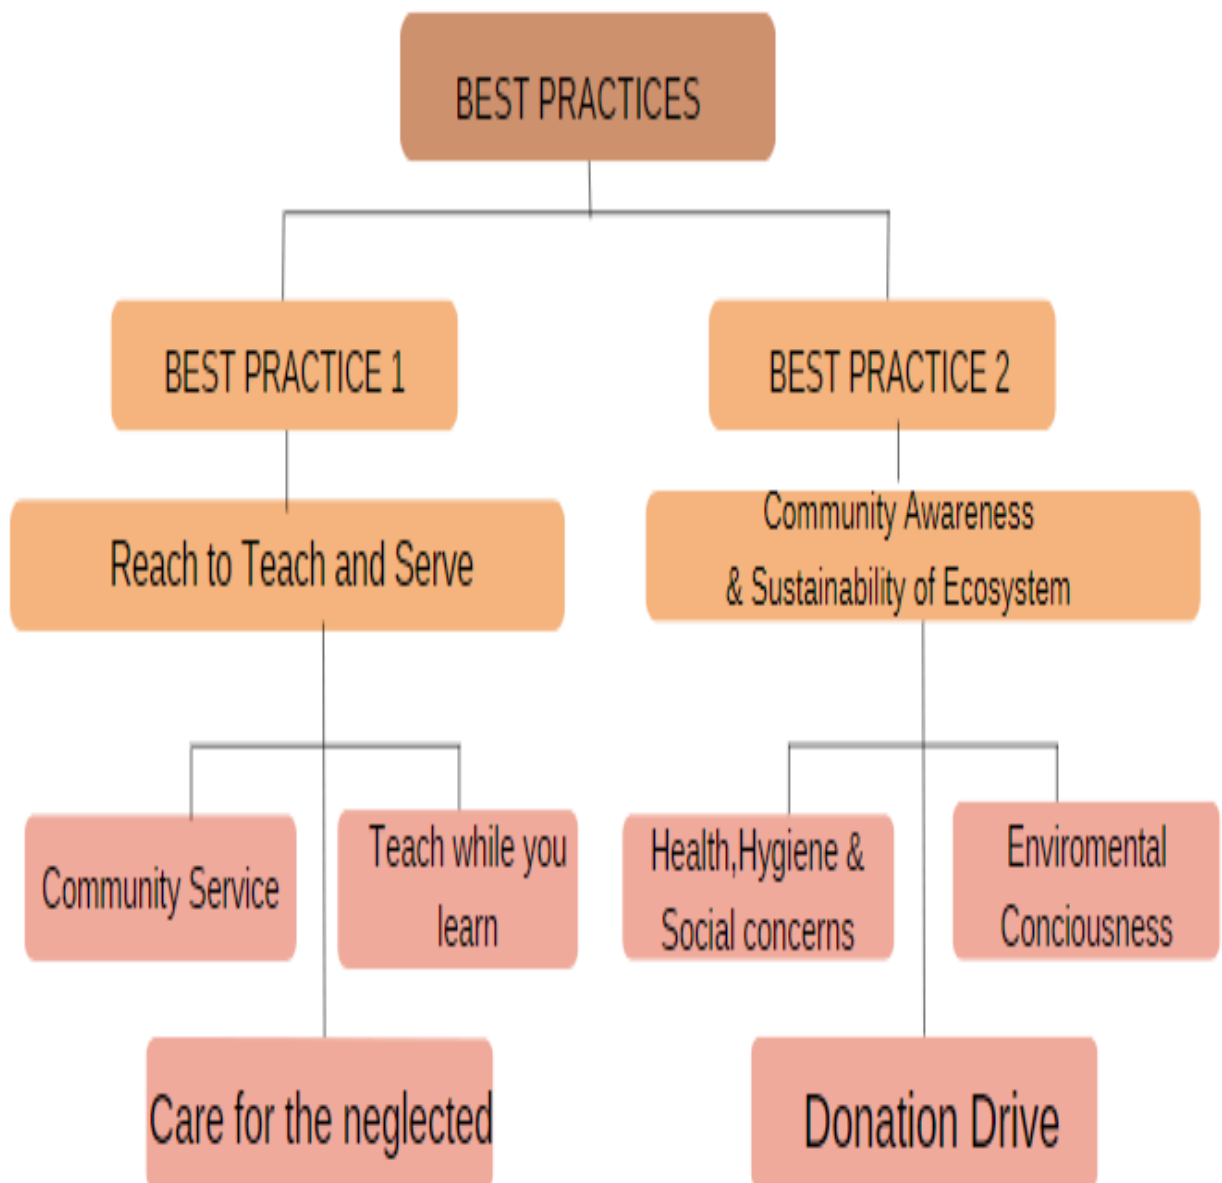 BEST PRACTICES
BEST PRACTICE 1
BEST PRACTICE 2
Reach to Teach and Serve
Community Awareness
& Sustainability of Ecosystem
Community Service
Teach while you
learn
Health,Hygiene &
Social concerns
Enviromental
Conciousness
Care for the neglected
Donation Drive